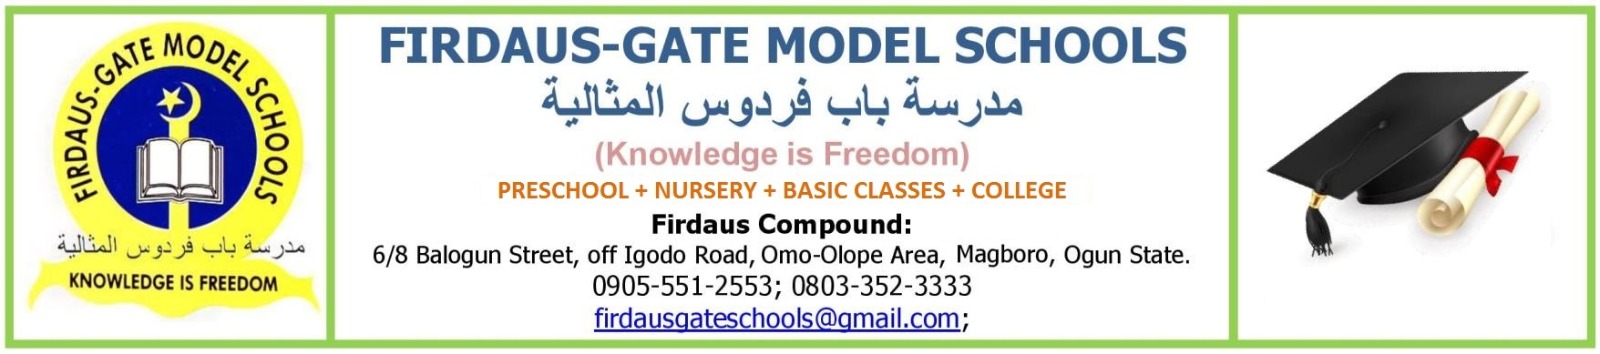 FIRDAUS-GATE MODEL SCHOOLS
مدرسة باب فردوس المثالية
KNOWLEDGE IS FREEDOM
FIRDAUS-GATE MODEL SCHOOLS
مدرسة باب فردوس المثالية
(Knowledge is Freedom)
PRESCHOOL + NURSERY + BASIC CLASSES + COLLEGE
Firdaus Compound:
6/8 Balogun Street, off Igodo Road, Omo-Olope Area, Magboro, Ogun State.
0905-551-2553; 0803-352-3333
firdausgateschools@gmail.com;